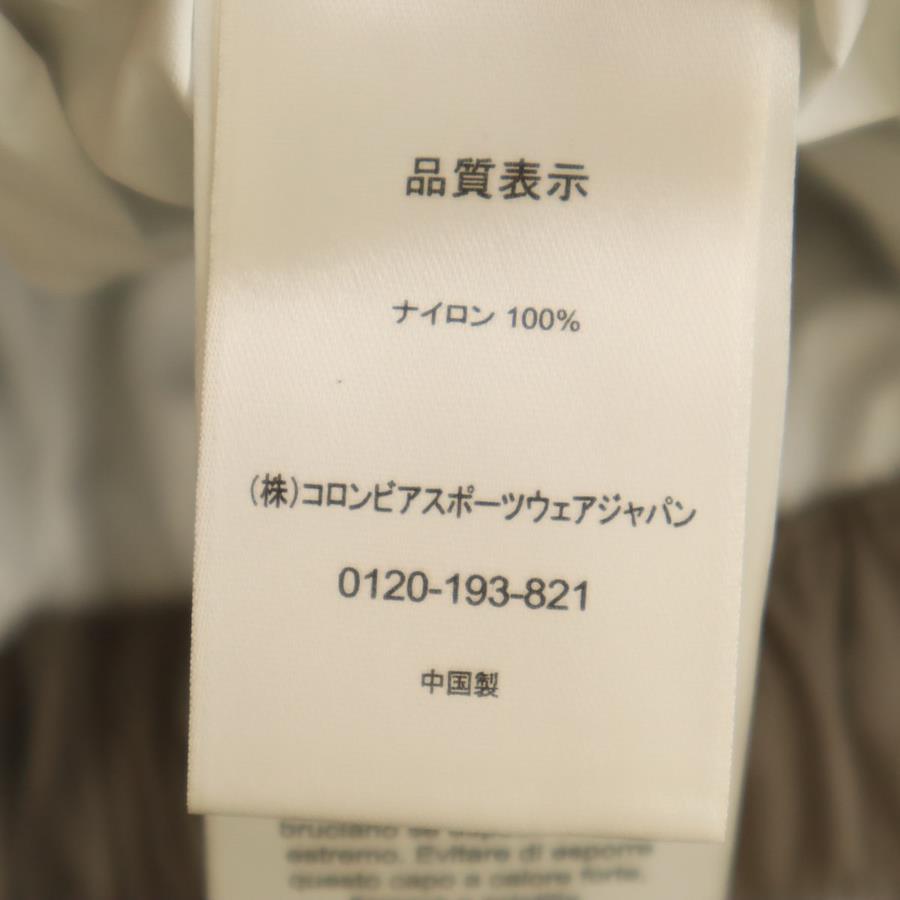 品質表示
ナイロン 100%
(株)コロンビアスポーツウェアジャパン
0120-193-821
中国製
bruciano se
estremo. Evitare di esporre
questo capo a calore forte.